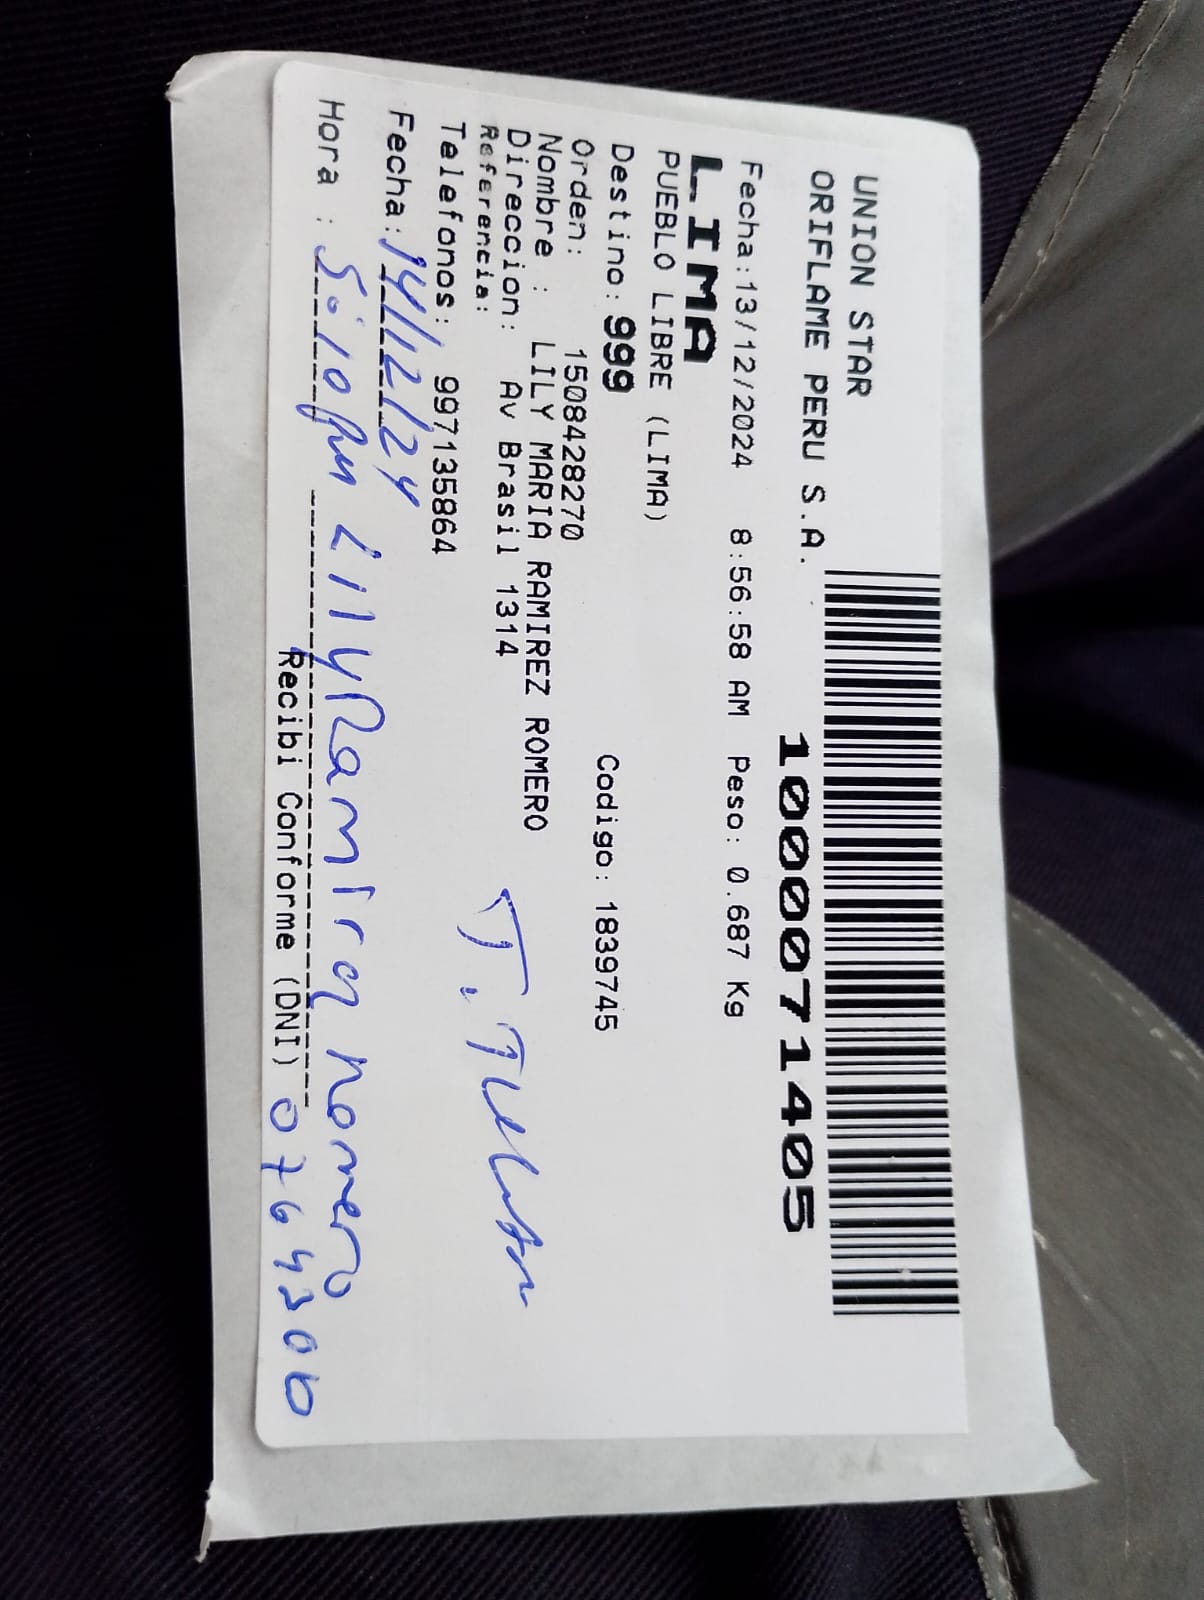 UNION STAR
ORIFLAME PERU S.A.
1000071405
Fecha:13/12/2024 8:56:58 AM Peso: 0.687 Kg
LIMA
PUEBLO LIBRE (LIMA)
Destino: 999 Codigo: 1839745
Orden: 1508428270
Nombre : LILY MARIA RAMIREZ ROMERO
Direccion: Av Brasil 1314
Referencia:
Telefonos: 997135864
Fecha: 14/12/24
Hora : 5:10 pm Lily Ramirez Romero
Recibi Conforme (DNI)